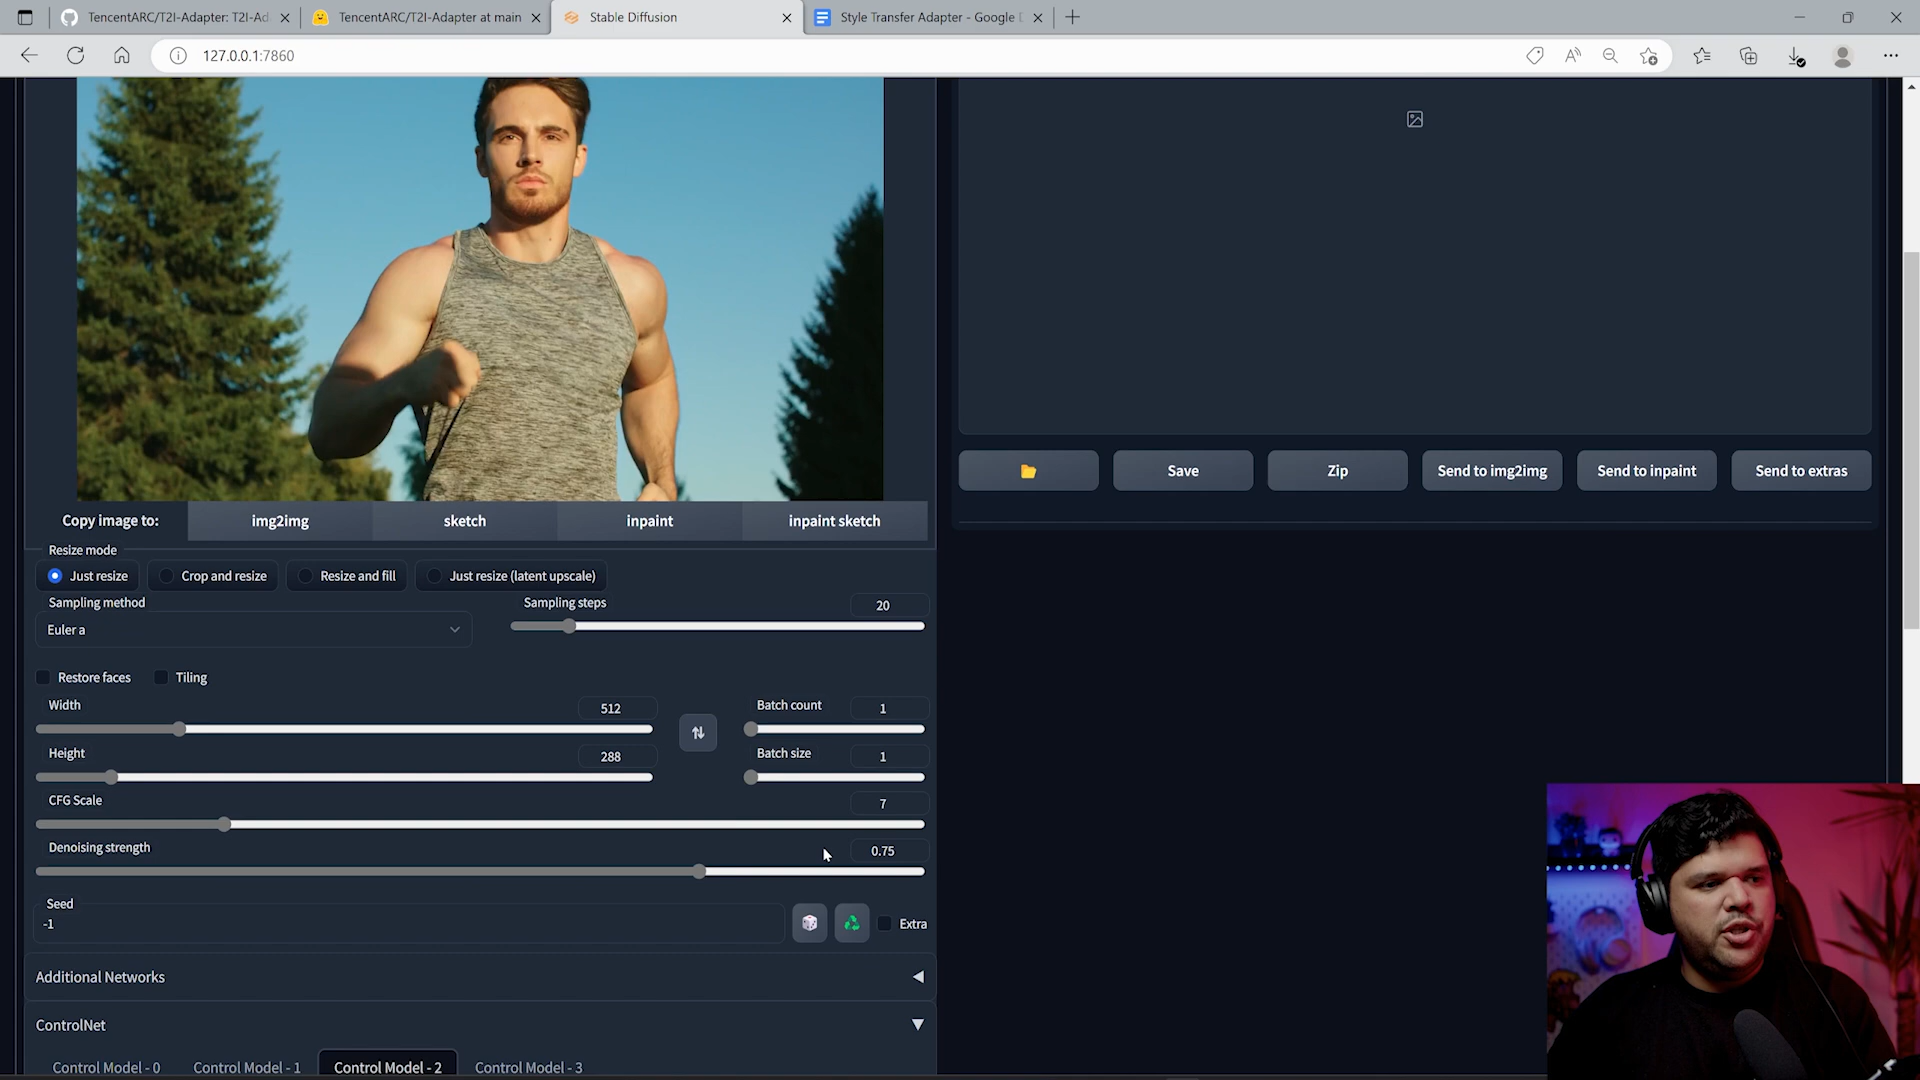 TencentARC/T2I-Adapter: T2I-Ad
TencentARC/T2I-Adapter at main
Stable Diffusion
Style Transfer Adapter - Google D
127.0.0.1:7860
Save
Zip
Send to img2img
Send to inpaint
Send to extras
Copy image to:
img2img
sketch
inpaint
inpaint sketch
Resize mode
Just resize
Crop and resize
Resize and fill
Just resize (latent upscale)
Sampling method
Euler a
Sampling steps
20
Restore faces
Tiling
Width
512
Height
288
Batch count
1
Batch size
1
CFG Scale
7
Denoising strength
0.75
Seed
-1
Extra
Additional Networks
ControlNet
Control Model - 0
Control Model - 1
Control Model - 2
Control Model - 3